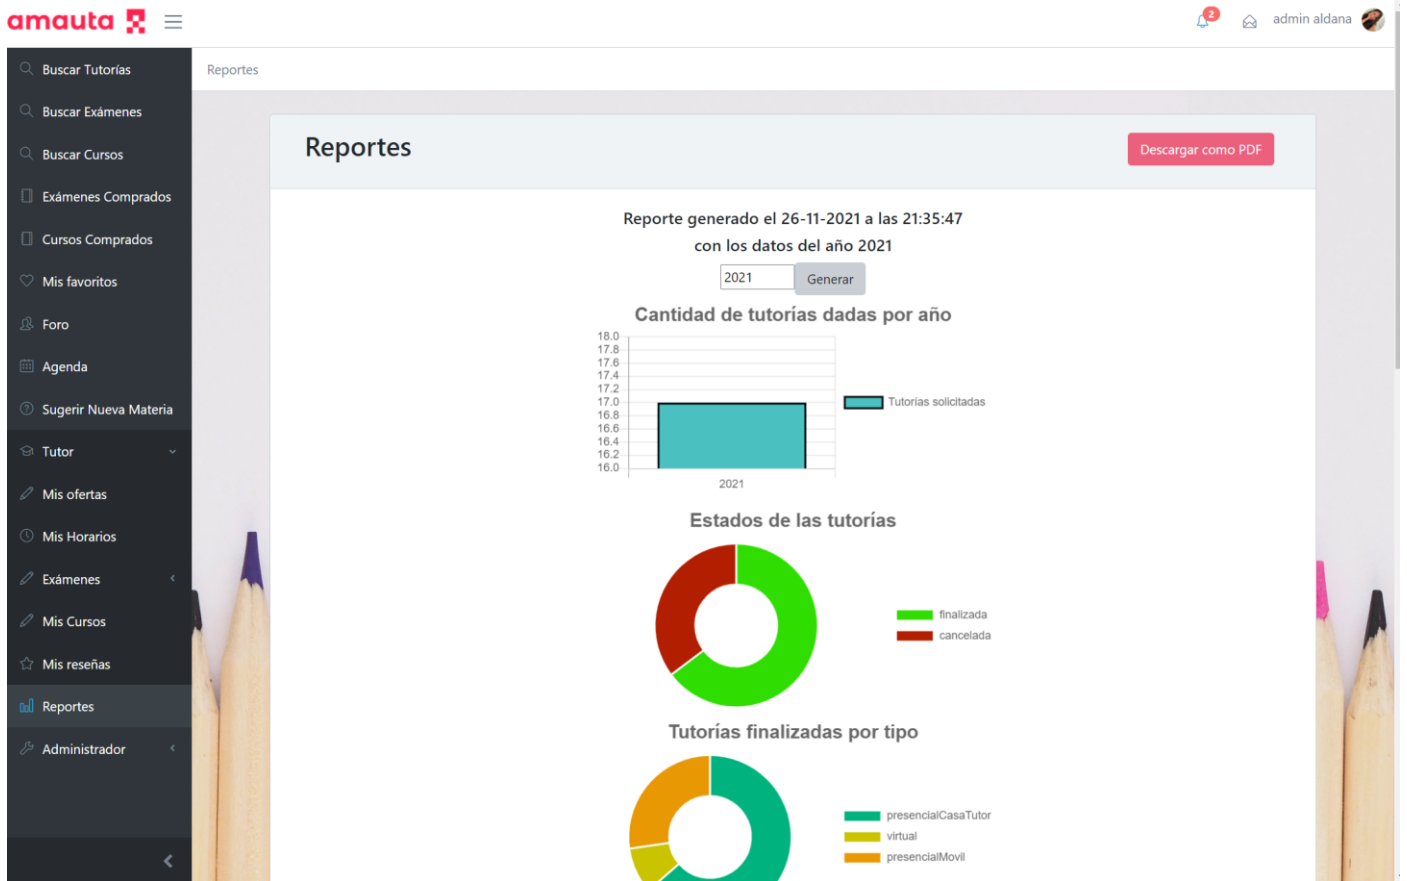 amauta
2
admin aldana
Buscar Tutorías
Buscar Exámenes
Buscar Cursos
Exámenes Comprados
Cursos Comprados
Mis favoritos
Foro
Agenda
Sugerir Nueva Materia
Tutor
Mis ofertas
Mis Horarios
Exámenes
Mis Cursos
Mis reseñas
Reportes
Administrador
Reportes
Reportes
Descargar como PDF
Reporte generado el 26-11-2021 a las 21:35:47
con los datos del año 2021
2021 Generar
Cantidad de tutorías dadas por año
18.0
17.8
17.6
17.4
17.2
17.0
16.8
16.6
16.4
16.2
16.0
2021
Tutorías solicitadas
Estados de las tutorías
finalizada
cancelada
Tutorías finalizadas por tipo
presencialCasaTutor
virtual
presencialMovil